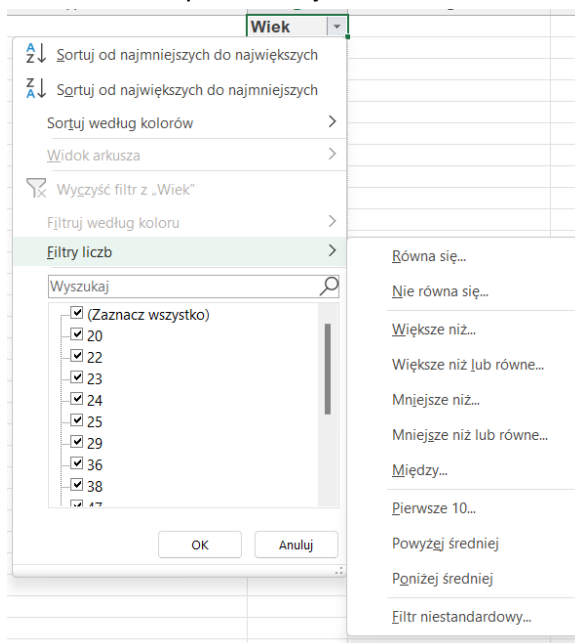 Wiek
Sortuj od najmniejszych do największych
Sortuj od największych do najmniejszych
Sortuj według kolorów
Widok arkusza
Wyczyść filtr z „Wiek”
Filtruj według koloru
Filtry liczb
Wyszukaj
(Zaznacz wszystko)
20
22
23
24
25
29
36
38
OK
Anuluj
Równa się...
Nie równa się...
Większe niż...
Większe niż lub równe...
Mniejsze niż...
Mniejsze niż lub równe...
Między...
Pierwsze 10...
Powyżej średniej
Poniżej średniej
Filtr niestandardowy...